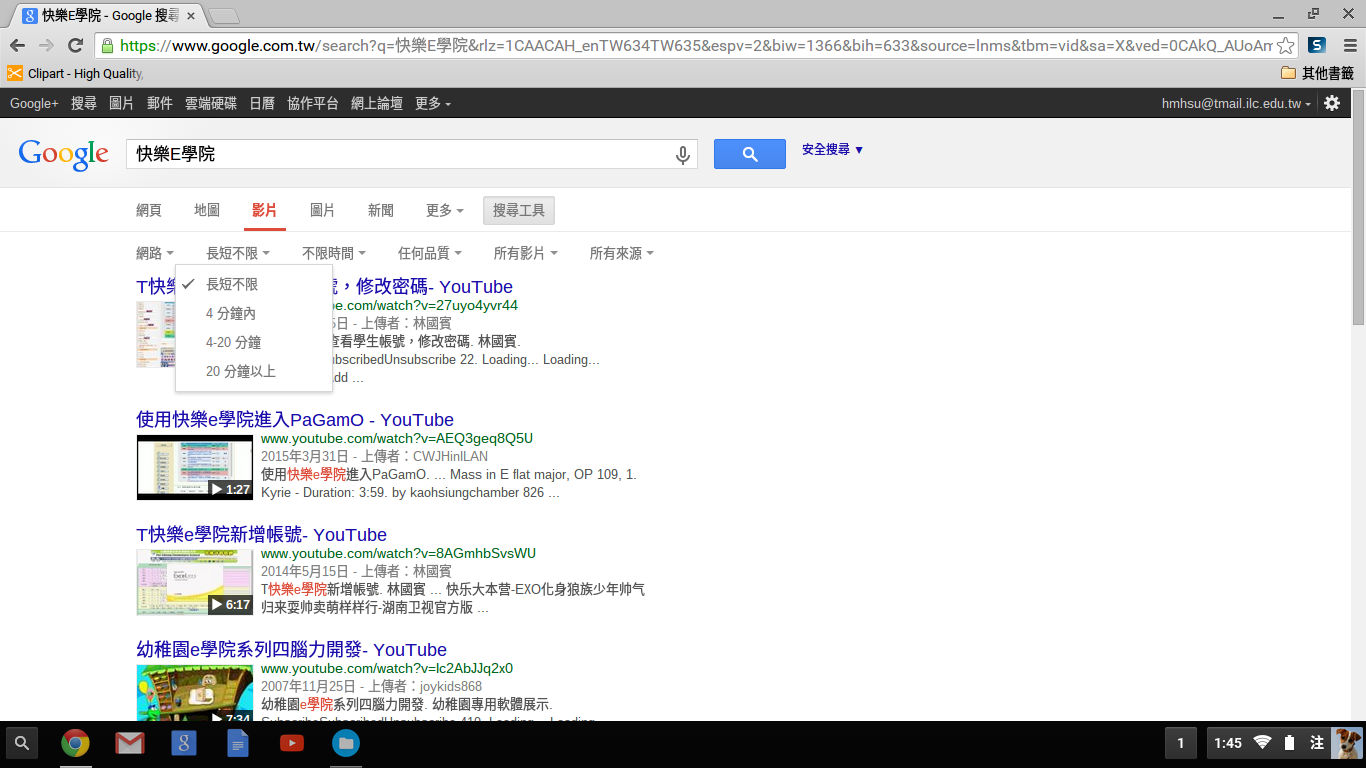 快樂E學院 - Google 搜尋
https://www.google.com.tw/search?q=快樂E學院&rlz=1CAACAH_enTW634TW635&espv=2&biw=1366&bih=633&source=lnms&tbm=vid&sa=X&ved=0CAkQ_AUoAm
Clipart - High Quality,
其他書籤
Google+ 搜尋 圖片 郵件 雲端硬碟 日曆 協作平台 網上論壇 更多
hmhsu@tmail.ilc.edu.tw
Google
快樂E學院
安全搜尋 ▼
網頁 地圖 影片 圖片 新聞 更多 搜尋工具
網路 長短不限 不限時間 任何品質 所有影片 所有來源
長短不限
4 分鐘內
4-20 分鐘
20 分鐘以上
T快樂 號，修改密碼- YouTube
be.com/watch?v=27uyo4yvr44
日 - 上傳者：林國賓
查看學生帳號，修改密碼. 林國賓.
ubscribedUnsubscribe 22. Loading... Loading...
dd ...
使用快樂e學院進入PaGamO - YouTube
www.youtube.com/watch?v=AEQ3geq8Q5U
2015年3月31日 - 上傳者：CWJHinILAN
使用快樂e學院進入PaGamO. ... Mass in E flat major, OP 109, 1.
Kyrie - Duration: 3:59. by kaohsiungchamber 826 ...
1:27
T快樂e學院新增帳號- YouTube
www.youtube.com/watch?v=8AGmhbSvsWU
2014年5月15日 - 上傳者：林國賓
T快樂e學院新增帳號. 林國賓 ... 快乐大本营-EXO化身狼族少年帅气
归来耍帅卖萌样样行-湖南卫视官方版 ...
6:17
幼稚園e學院系列四腦力開發- YouTube
www.youtube.com/watch?v=lc2AbJJq2x0
2007年11月25日 - 上傳者：joykids868
幼稚園e學院系列四腦力開發. 幼稚園專用軟體展示.
SubscribeSubscribedUnsubscribe 410. Loading... Loading...
7:34
1
1:45
注